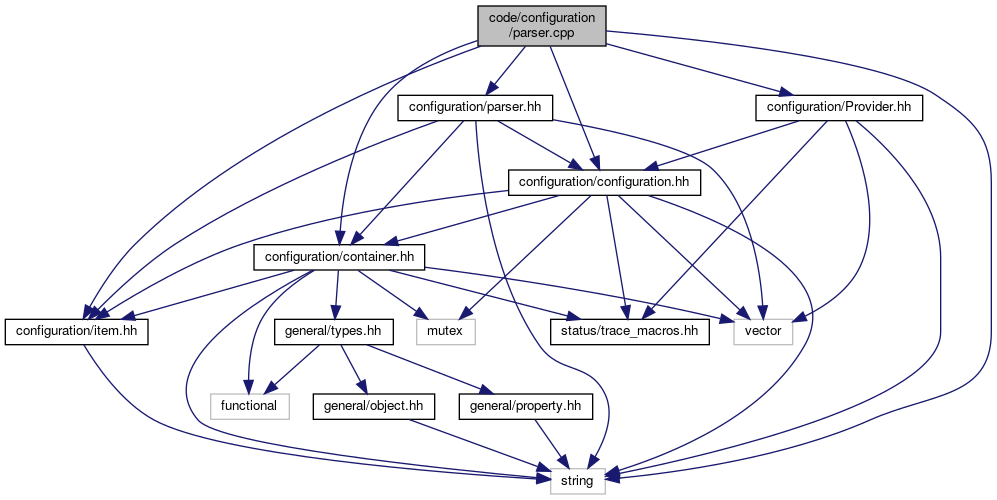 code/configuration
/parser.cpp
configuration/parser.hh
configuration/Provider.hh
configuration/configuration.hh
configuration/container.hh
configuration/item.hh
general/types.hh
mutex
status/trace_macros.hh
vector
functional
general/object.hh
general/property.hh
string